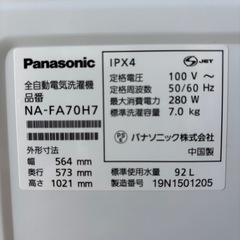 Panasonic
全自動電気洗濯機
品番
NA-FA70H7
外形寸法
幅 564 mm
奥行 573 mm
高さ 1021 mm
IPX4
JET
定格電圧 100 V～
定格周波数 50/60 Hz
最大消費電力 280 W
標準洗濯容量 7.0 kg
パナソニック株式会社
中国製
標準使用水量 92 L
製造番号 19N1501205